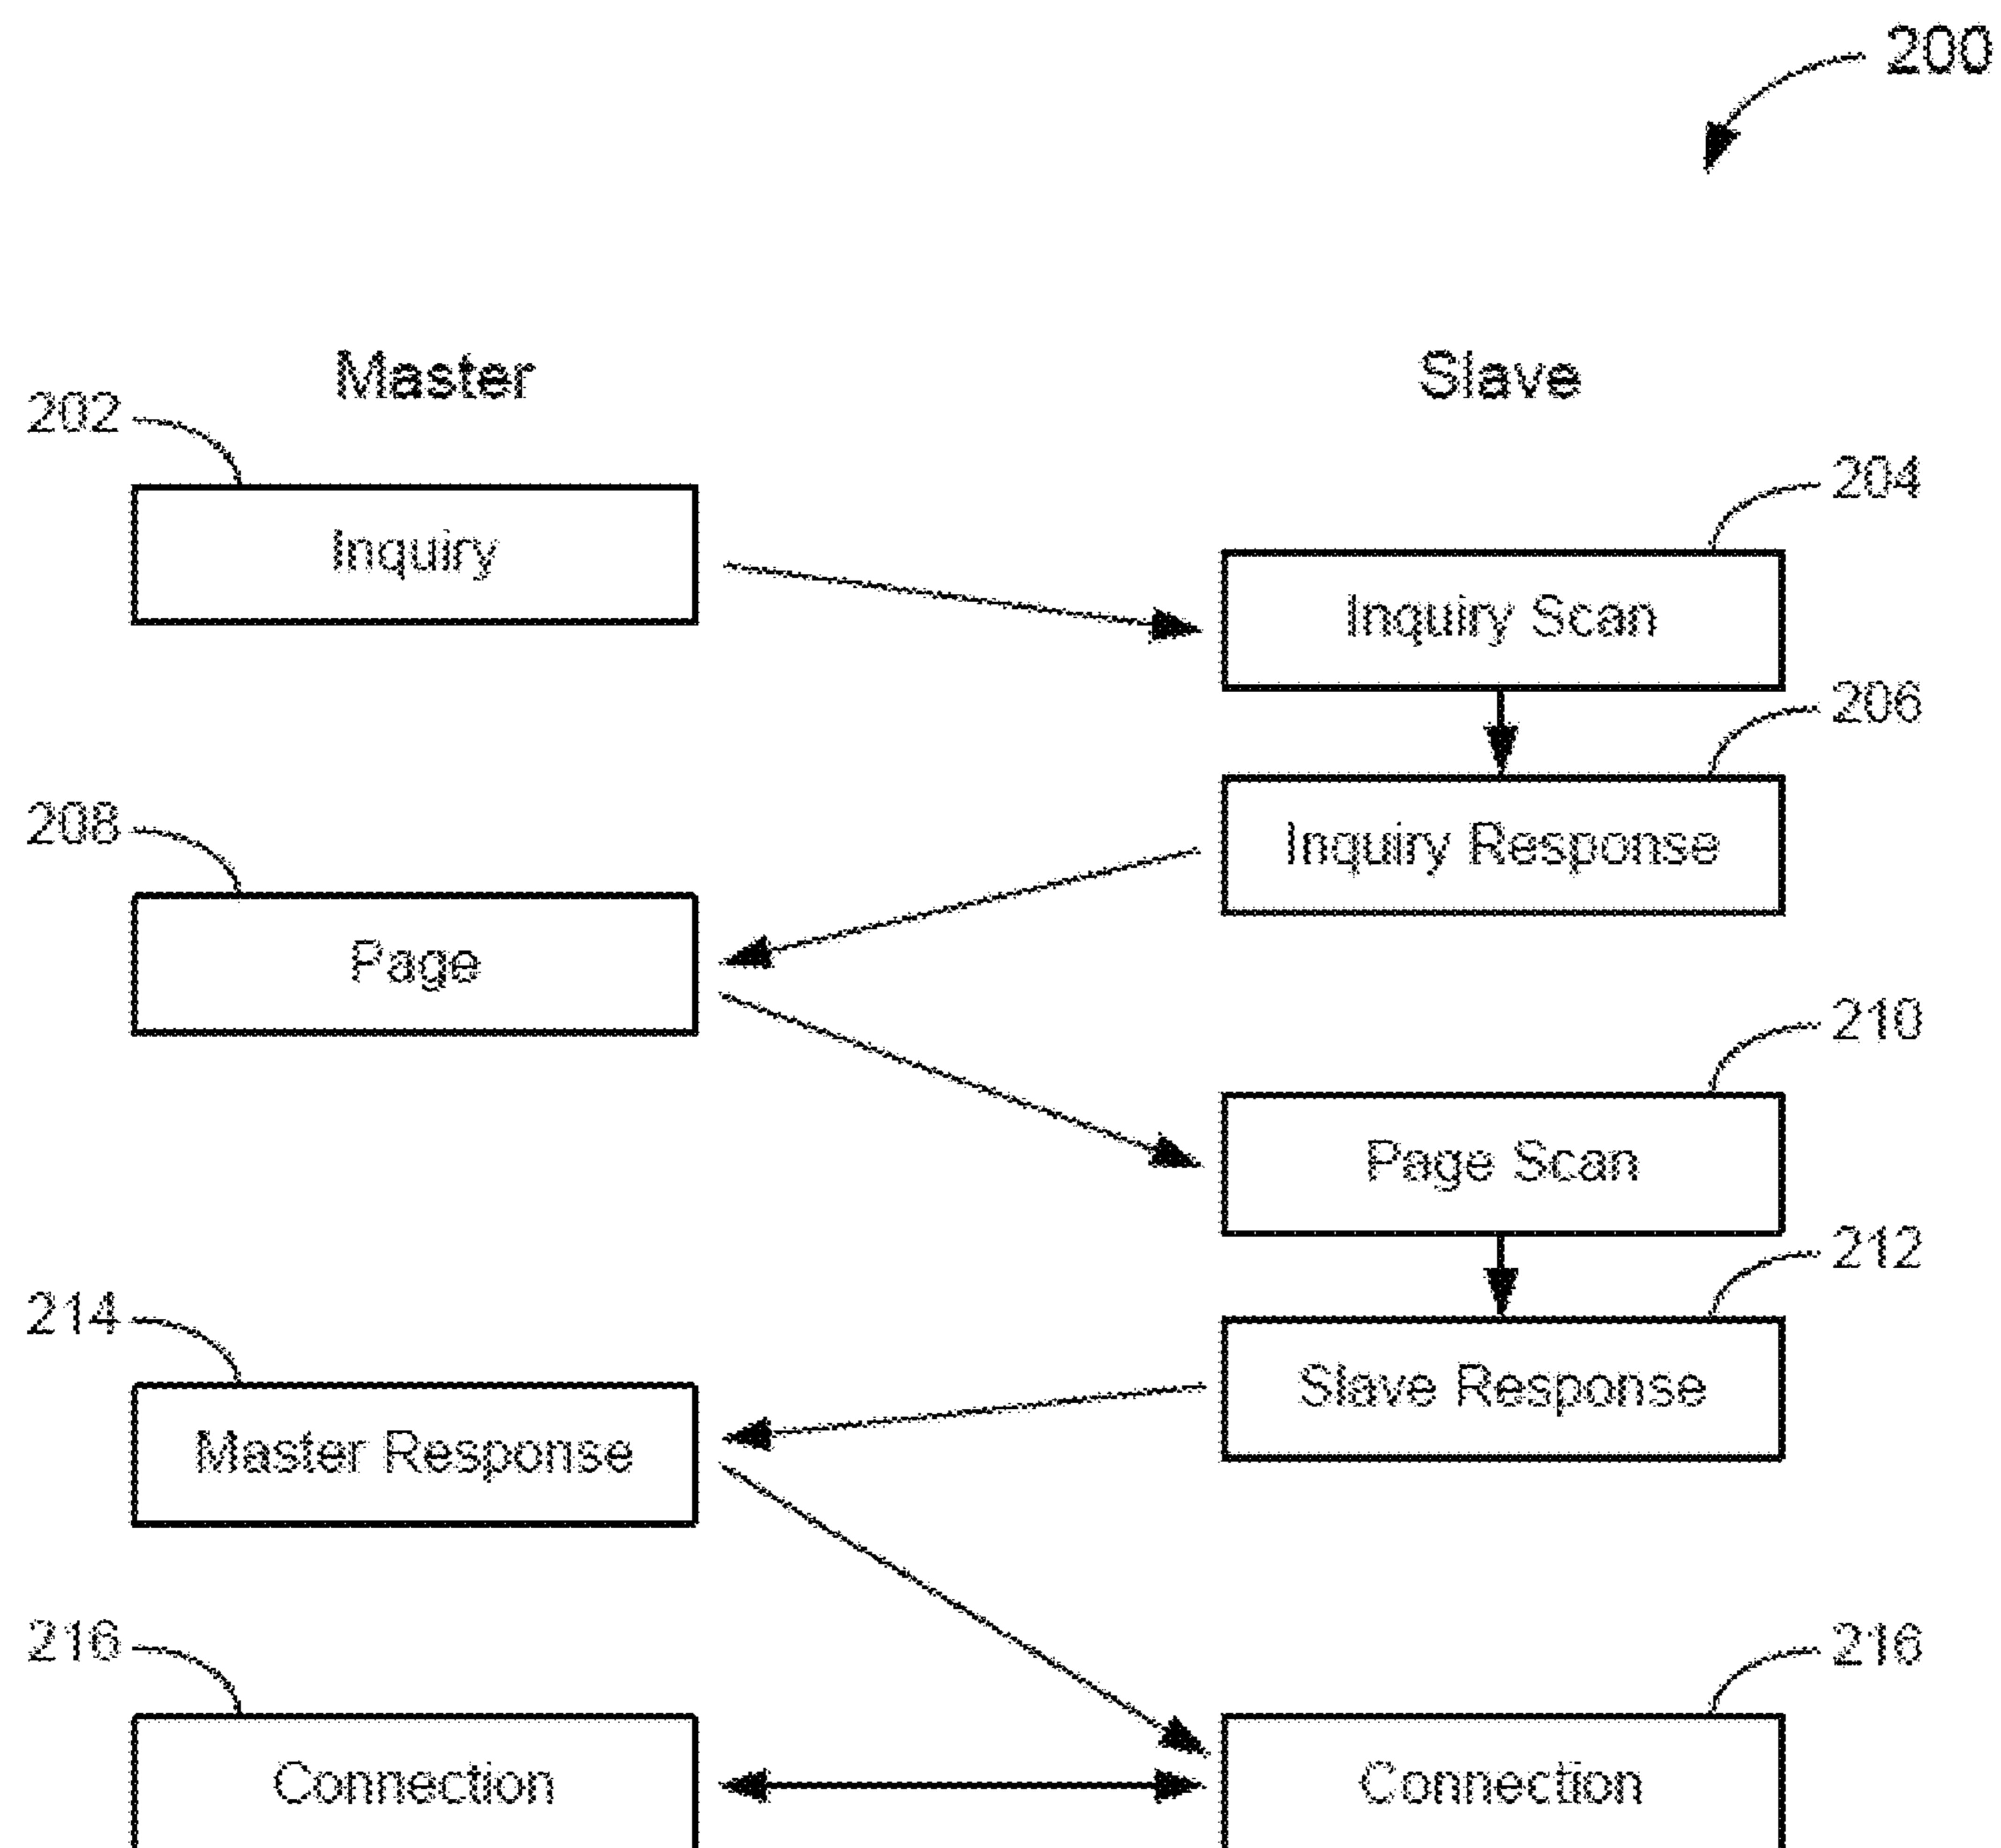 200
Master
Slave
202
204
Inquiry
Inquiry Scan
206
208
Inquiry Response
Page
210
Page Scan
212
214
Slave Response
Master Response
216
216
Connection
Connection